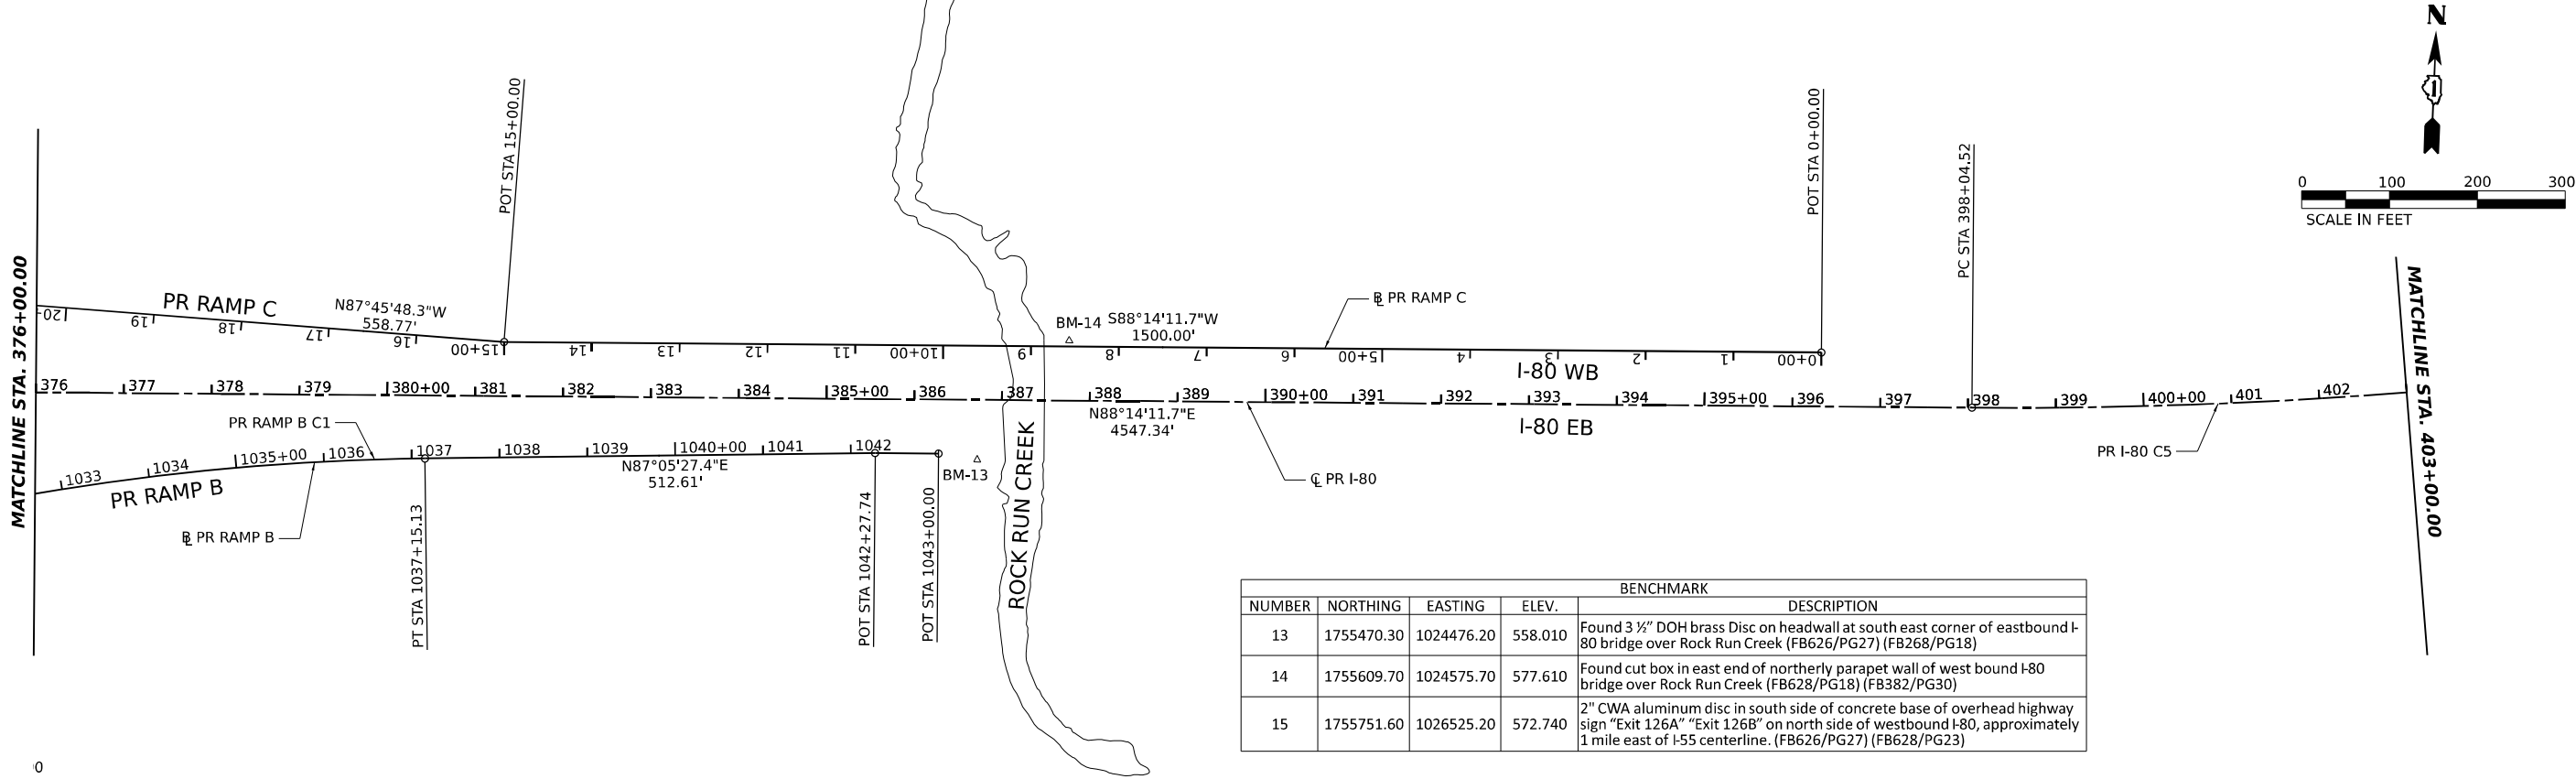 N
1
0 100 200 300
SCALE IN FEET
MATCHLINE STA. 376+00.00
POT STA 15+00.00
POT STA 0+00.00
PC STA 398+04.52
MATCHLINE STA. 403+00.00
PR RAMP C
N87°45'48.3"W
558.77'
20 19 18 17 16 15+00 14 13 12 11 10+00 9 8 7 6 5+00 4 3 2 1 0+00
BM-14
S88°14'11.7"W
1500.00'
℄ PR RAMP C
I-80 WB
376 377 378 379 380+00 381 382 383 384 385+00 386 387 388 389 390+00 391 392 393 394 395+00 396 397 398 399 400+00 401 402
N88°14'11.7"E
4547.34'
I-80 EB
PR RAMP B C1
1033 1034 1035+00 1036 1037 1038 1039 1040+00 1041 1042
PR RAMP B
N87°05'27.4"E
512.61'
BM-13
℄ PR I-80
PR I-80 C5
B͟L PR RAMP B
PT STA 1037+15.13
POT STA 1042+27.74
POT STA 1043+00.00
ROCK RUN CREEK
BENCHMARK
NUMBER NORTHING EASTING ELEV. DESCRIPTION
13 1755470.30 1024476.20 558.010 Found 3 ½” DOH brass Disc on headwall at south east corner of eastbound I-
80 bridge over Rock Run Creek (FB626/PG27) (FB268/PG18)
14 1755609.70 1024575.70 577.610 Found cut box in east end of northerly parapet wall of west bound I-80
bridge over Rock Run Creek (FB628/PG18) (FB382/PG30)
15 1755751.60 1026525.20 572.740 2" CWA aluminum disc in south side of concrete base of overhead highway
sign “Exit 126A” “Exit 126B” on north side of westbound I-80, approximately
1 mile east of I-55 centerline. (FB626/PG27) (FB628/PG23)
0